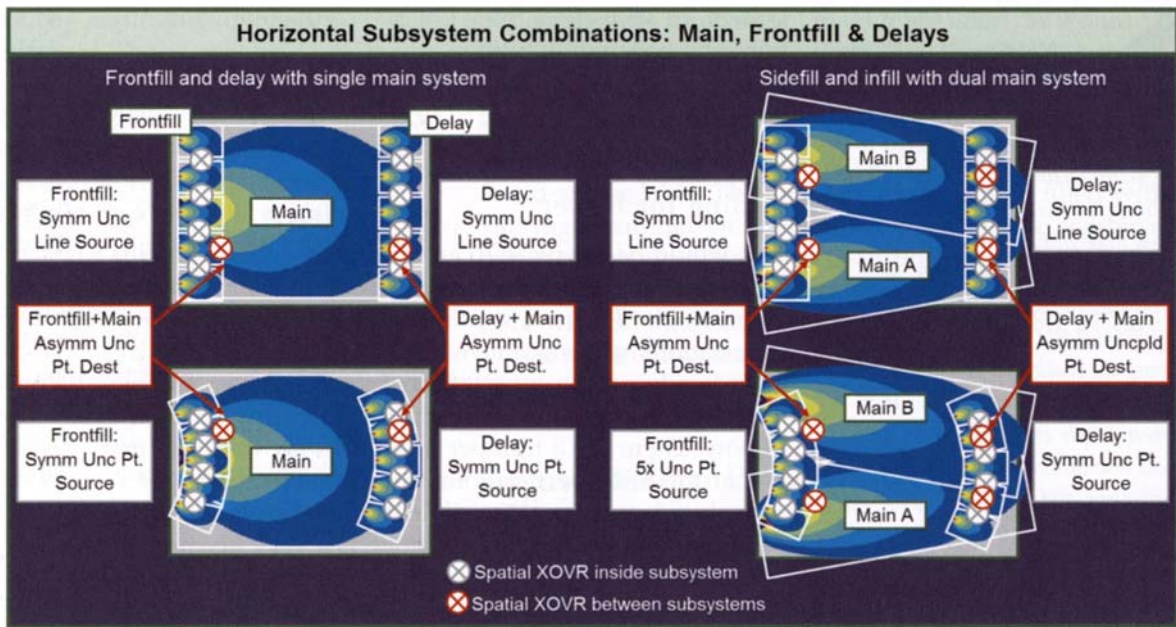 Horizontal Subsystem Combinations: Main, Frontfill & Delays
Frontfill and delay with single main system
Frontfill
Delay
Frontfill:
Symm Unc
Line Source
Main
Delay:
Symm Unc
Line Source
Frontfill+Main
Asymm Unc
Pt. Dest
Delay + Main
Asymm Unc
Pt. Dest.
Frontfill:
Symm Unc Pt.
Source
Main
Delay:
Symm Unc Pt.
Source
Sidefill and infill with dual main system
Frontfill:
Symm Unc
Line Source
Main B
Main A
Delay:
Symm Unc
Line Source
Frontfill+Main
Asymm Unc
Pt. Dest.
Delay + Main
Asymm Uncpld
Pt. Dest.
Frontfill:
5x Unc Pt.
Source
Main B
Main A
Delay:
Symm Unc Pt.
Source
Spatial XOVR inside subsystem
Spatial XOVR between subsystems